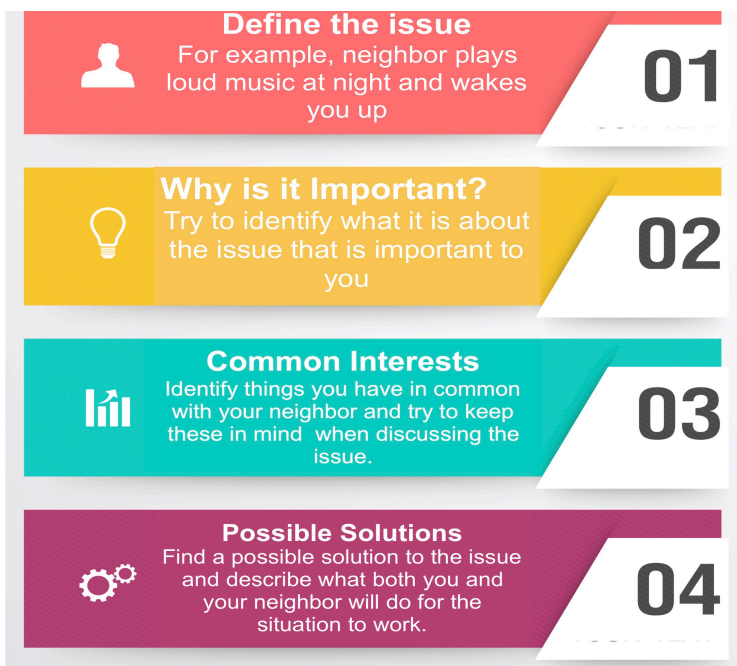 Define the issue
For example, neighbor plays
loud music at night and wakes
you up
01
Why is it Important?
Try to identify what it is about
the issue that is important to
you
02
Common Interests
Identify things you have in common
with your neighbor and try to keep
these in mind  when discussing the
issue.
03
Possible Solutions
Find a possible solution to the issue
and describe what both you and
your neighbor will do for the
situation to work.
04